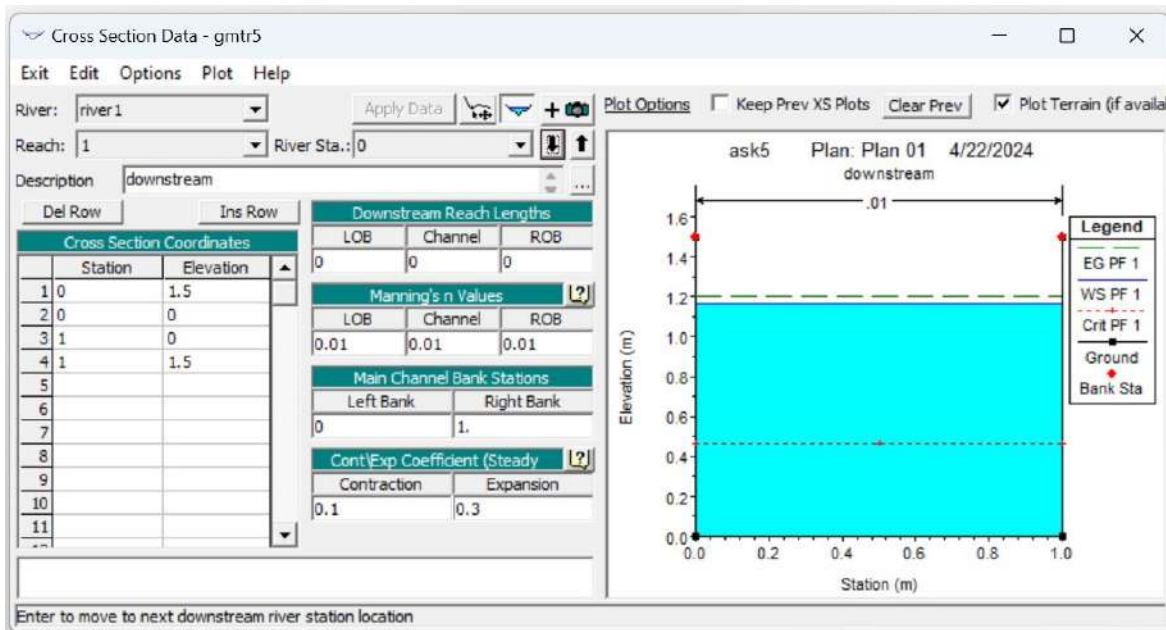 Cross Section Data - gmtr5
Exit Edit Options Plot Help
River: river1 Apply Data
Reach: 1 River Sta.: 0
Description downstream ...
Del Row Ins Row
Cross Section Coordinates
Station Elevation
1 0 1.5
2 0 0
3 1 0
4 1 1.5
5
6
7
8
9
10
11
Downstream Reach Lengths
LOB Channel ROB
0 0 0
Manning's n Values
LOB Channel ROB
0.01 0.01 0.01
Main Channel Bank Stations
Left Bank Right Bank
0 1.
Cont\Exp Coefficient (Steady
Contraction Expansion
0.1 0.3
Plot Options Keep Prev XS Plots Clear Prev Plot Terrain (if availa
ask5 Plan: Plan 01 4/22/2024
downstream
.01
1.6
1.4
1.2
1.0
0.8
0.6
0.4
0.2
0.0
Elevation (m)
0.0 0.2 0.4 0.6 0.8 1.0
Station (m)
Legend
EG PF 1
WS PF 1
Crit PF 1
Ground
Bank Sta
Enter to move to next downstream river station location